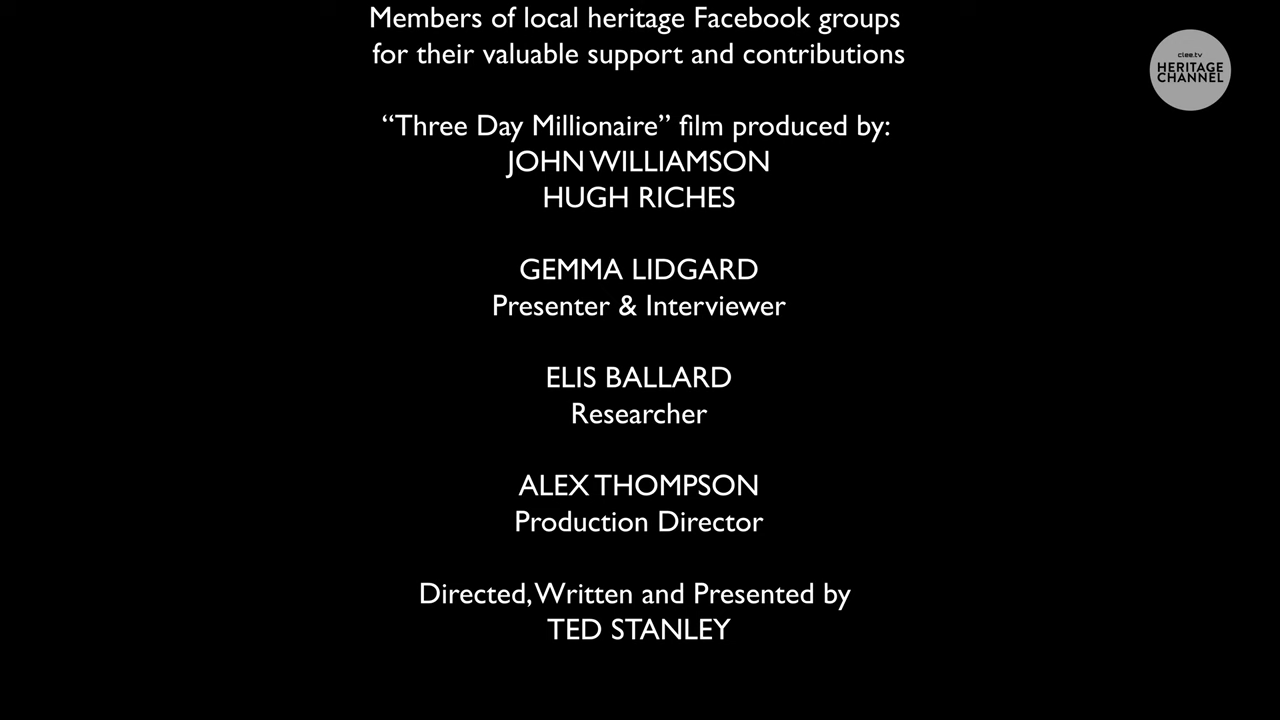 Members of local heritage Facebook groups
for their valuable support and contributions
“Three Day Millionaire” film produced by:
JOHN WILLIAMSON
HUGH RICHES
GEMMA LIDGARD
Presenter & Interviewer
ELIS BALLARD
Researcher
ALEX THOMPSON
Production Director
Directed, Written and Presented by
TED STANLEY
clee.tv
HERITAGE
CHANNEL